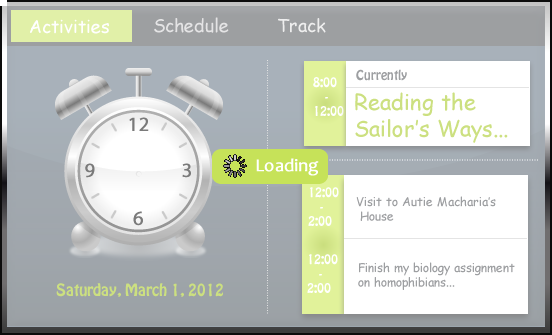 Activities
Schedule
Track
12
9
3
6
Saturday, March 1, 2012
8:00
-
12:00
Currently
Reading the
Sailor's Ways...
Loading
12:00
-
2:00
Visit to Autie Macharia's
House
12:00
-
2:00
Finish my biology assignment
on homophibians...